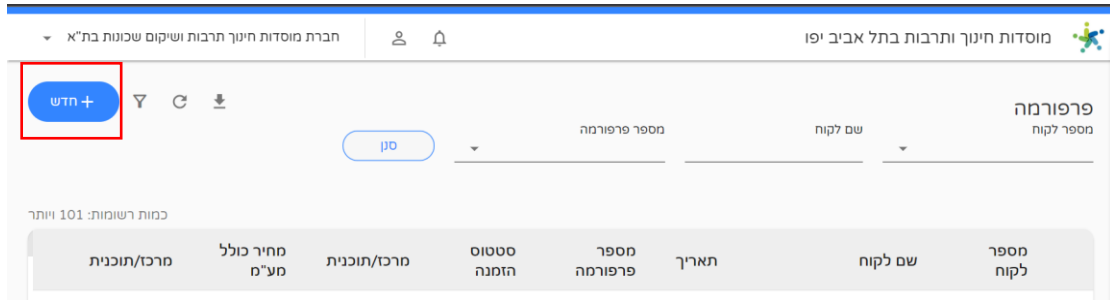 מוסדות חינוך ותרבות בתל אביב יפו
חברת מוסדות חינוך תרבות ושיקום שכונות בת"א
+ חדש
פרפורמה
מספר לקוח
שם לקוח
מספר פרפורמה
סנן
כמות רשומות: 101 ויותר
מספר לקוח
שם לקוח
תאריך
מספר פרפורמה
סטטוס הזמנה
מרכז/תוכנית
מחיר כולל מע"מ
מרכז/תוכנית